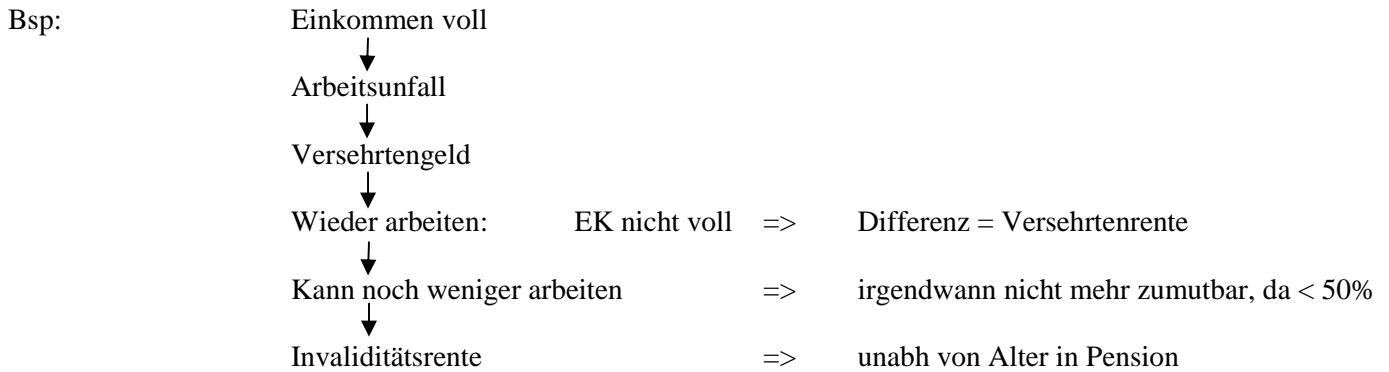 Bsp: Einkommen voll
Arbeitsunfall
Versehrtengeld
Wieder arbeiten: EK nicht voll => Differenz = Versehrtenrente
Kann noch weniger arbeiten => irgendwann nicht mehr zumutbar, da < 50%
Invaliditätsrente => unabh von Alter in Pension